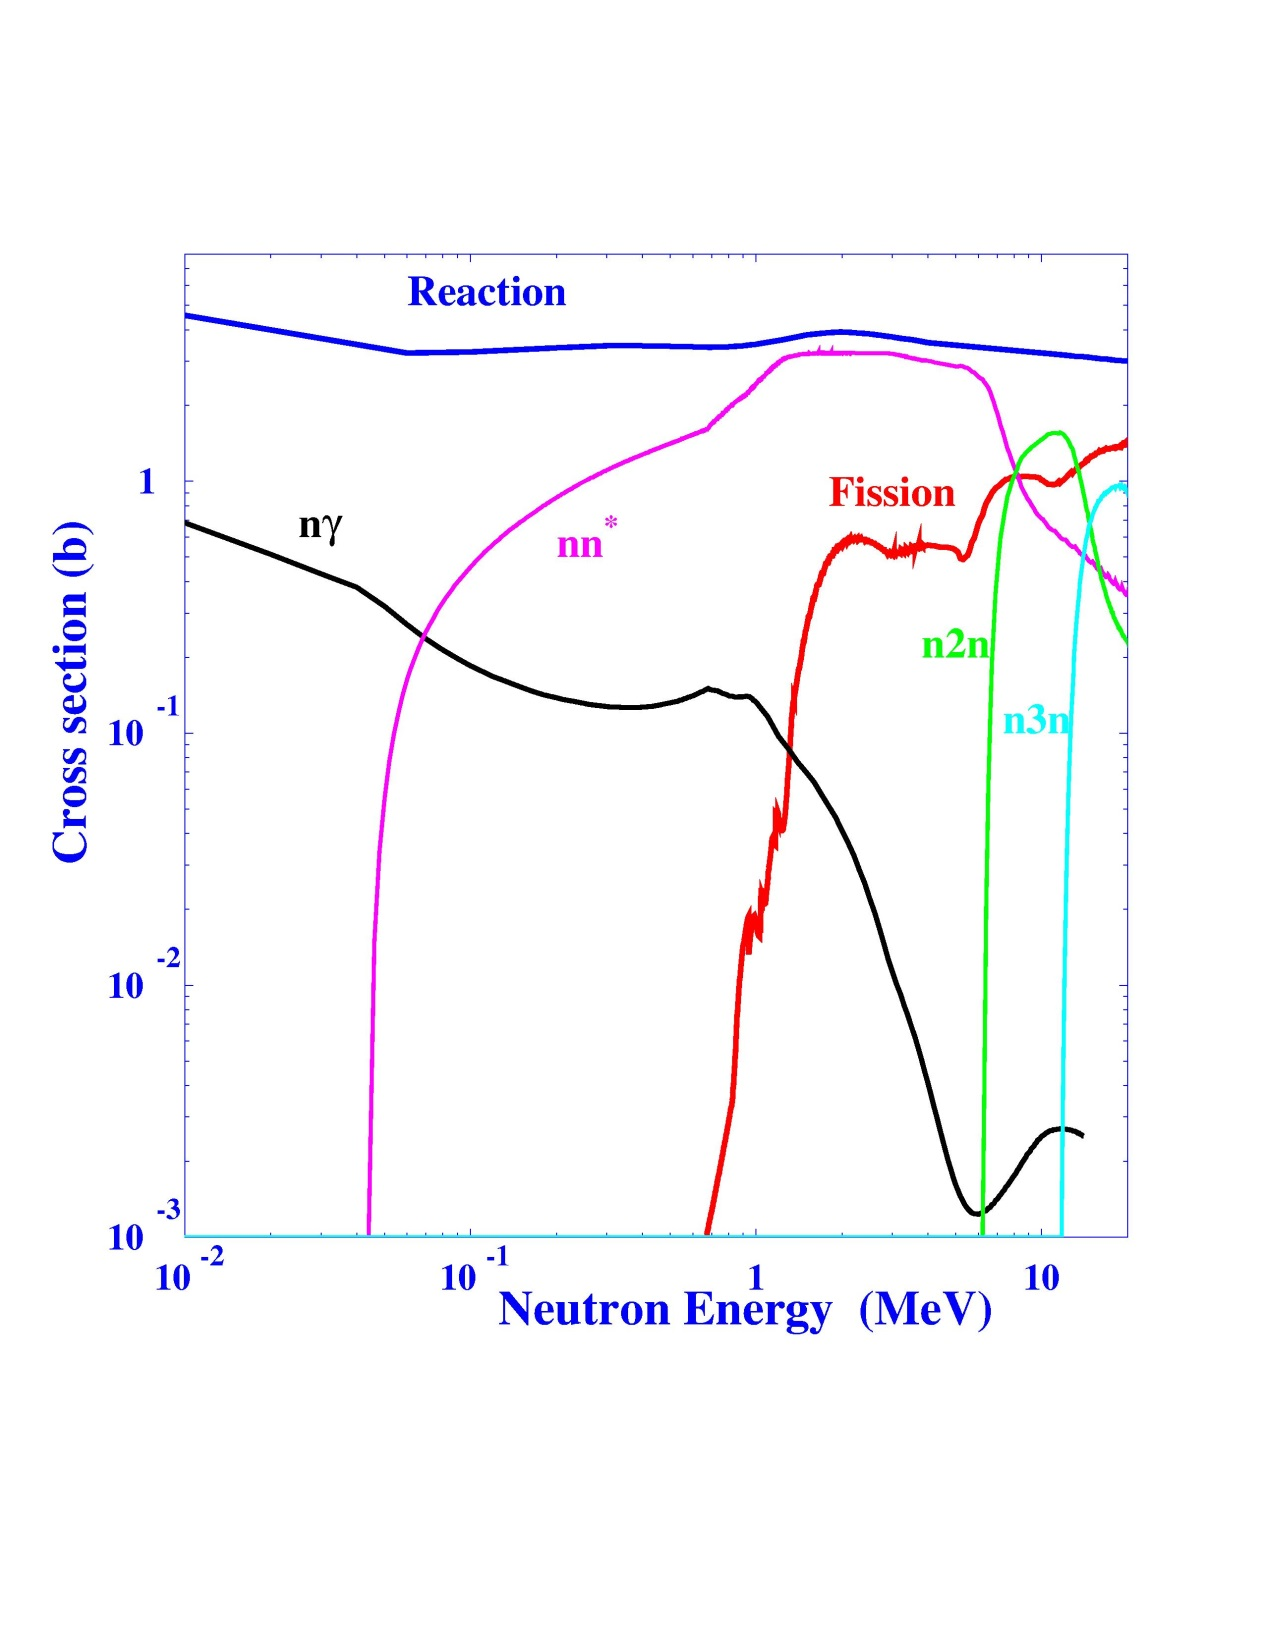 Reaction
1
Fission
nγ
nn*
n2n
n3n
10 -1
10 -2
10 -3
Cross section (b)
10 -2
10 -1
1
10
Neutron Energy (MeV)